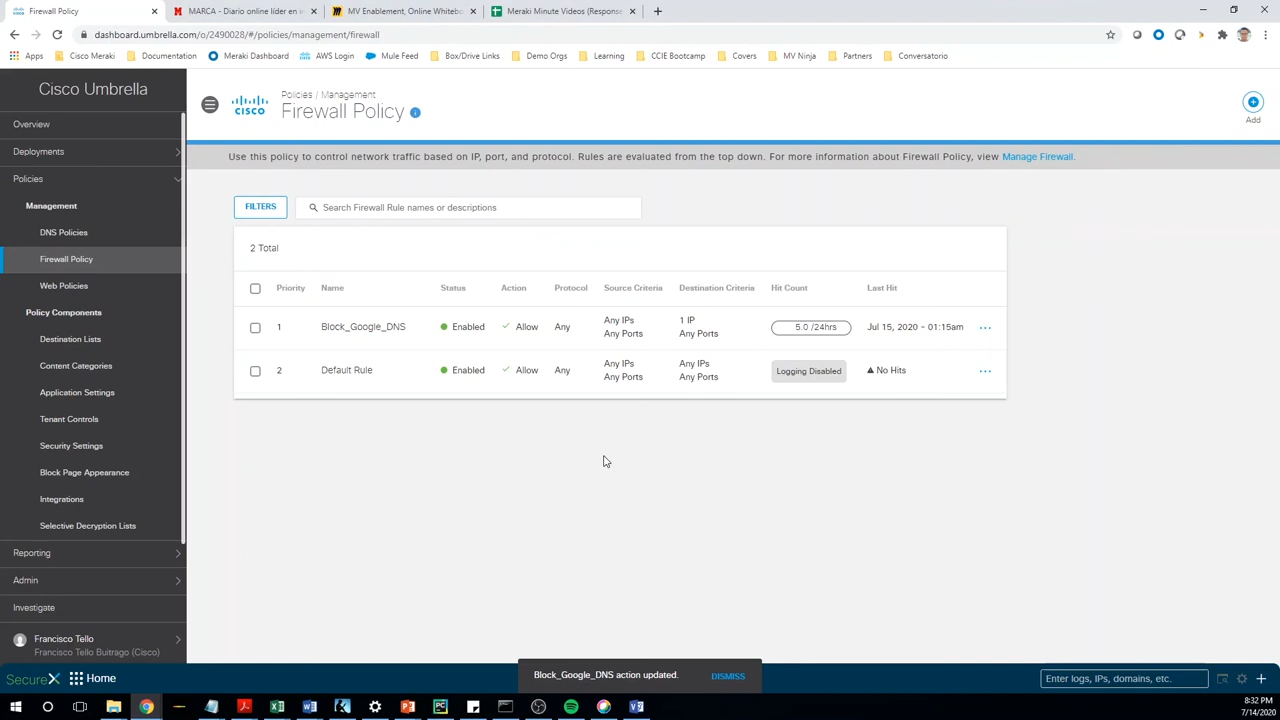 Firewall Policy
MARCA - Diario online líder en i
MV Enablement, Online Whiteb
Meraki Minute Videos (Respons
dashboard.umbrella.com/o/2490028/#/policies/management/firewall
Apps
Cisco Meraki
Documentation
Meraki Dashboard
AWS Login
Mule Feed
Box/Drive Links
Demo Orgs
Learning
CCIE Bootcamp
Covers
MV Ninja
Partners
Conversatorio
Cisco Umbrella
Overview
Deployments
Policies
Management
DNS Policies
Firewall Policy
Web Policies
Policy Components
Destination Lists
Content Categories
Application Settings
Tenant Controls
Security Settings
Block Page Appearance
Integrations
Selective Decryption Lists
Reporting
Admin
Investigate
Francisco Tello
Francisco Tello Buitrago (Cisco)
CISCO
Policies / Management
Firewall Policy
Add
Use this policy to control network traffic based on IP, port, and protocol. Rules are evaluated from the top down. For more information about Firewall Policy, view Manage Firewall.
FILTERS
Search Firewall Rule names or descriptions
2 Total
Priority Name Status Action Protocol Source Criteria Destination Criteria Hit Count Last Hit
1 Block_Google_DNS Enabled Allow Any Any IPs Any Ports 1 IP Any Ports 5.0 /24hrs Jul 15, 2020 - 01:15am
2 Default Rule Enabled Allow Any Any IPs Any Ports Any IPs Any Ports Logging Disabled No Hits
Block_Google_DNS action updated. DISMISS
SecureX Home
Enter logs, IPs, domains, etc.
8:32 PM
7/14/2020